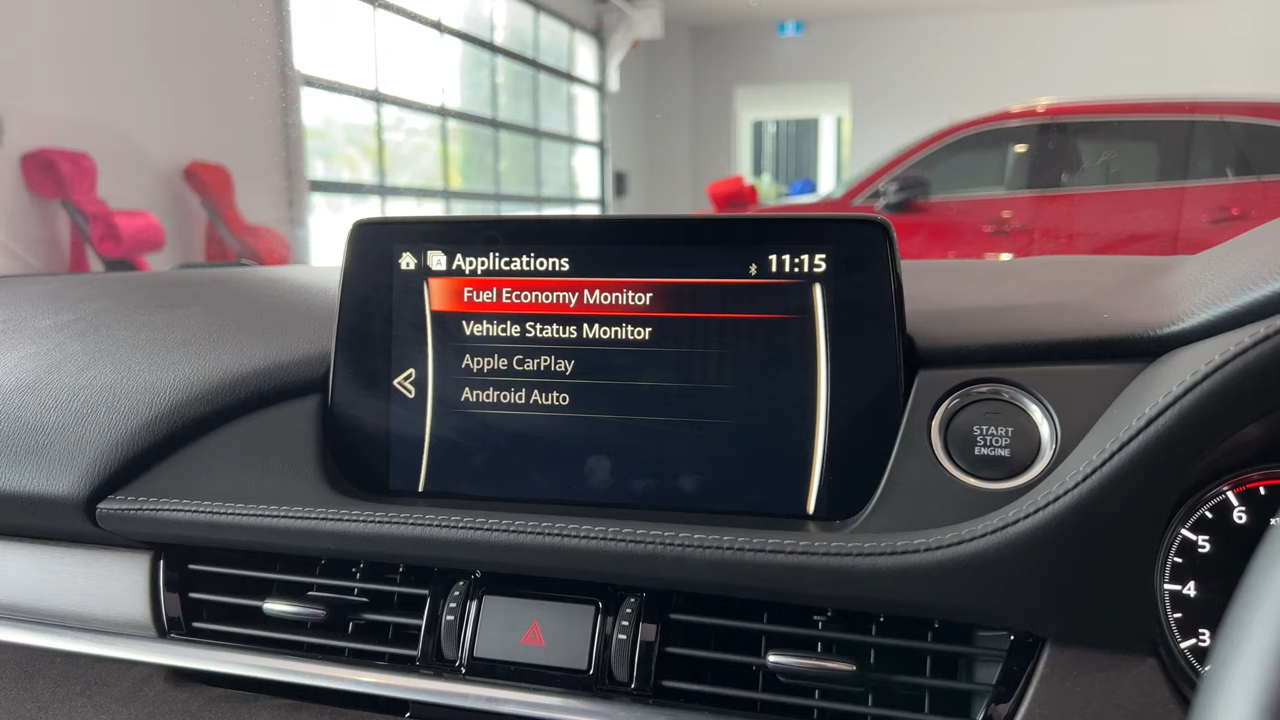 Applications
11:15
Fuel Economy Monitor
Vehicle Status Monitor
Apple CarPlay
Android Auto
START
STOP
ENGINE
6
5
4
3